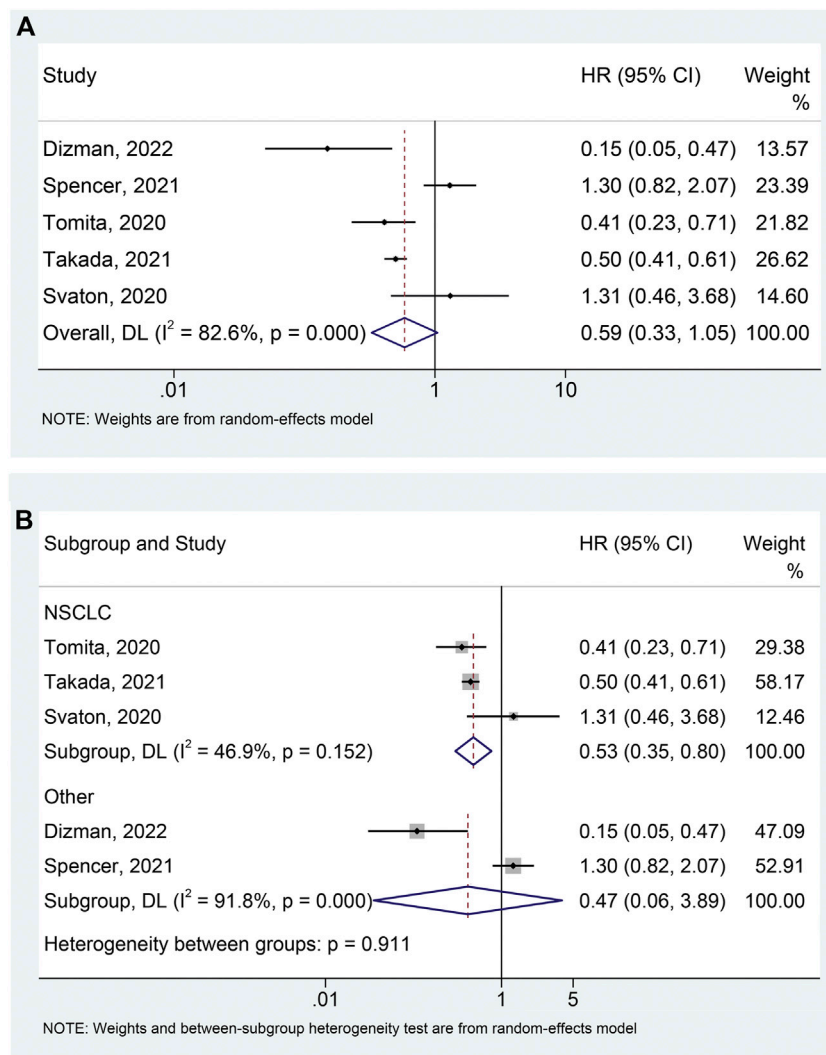 A
Study HR (95% CI) Weight
%
Dizman, 2022 0.15 (0.05, 0.47) 13.57
Spencer, 2021 1.30 (0.82, 2.07) 23.39
Tomita, 2020 0.41 (0.23, 0.71) 21.82
Takada, 2021 0.50 (0.41, 0.61) 26.62
Svaton, 2020 1.31 (0.46, 3.68) 14.60
Overall, DL (I² = 82.6%, p = 0.000) 0.59 (0.33, 1.05) 100.00
.01 1 10
NOTE: Weights are from random-effects model
B
Subgroup and Study HR (95% CI) Weight
%
NSCLC
Tomita, 2020 0.41 (0.23, 0.71) 29.38
Takada, 2021 0.50 (0.41, 0.61) 58.17
Svaton, 2020 1.31 (0.46, 3.68) 12.46
Subgroup, DL (I² = 46.9%, p = 0.152) 0.53 (0.35, 0.80) 100.00
Other
Dizman, 2022 0.15 (0.05, 0.47) 47.09
Spencer, 2021 1.30 (0.82, 2.07) 52.91
Subgroup, DL (I² = 91.8%, p = 0.000) 0.47 (0.06, 3.89) 100.00
Heterogeneity between groups: p = 0.911
.01 1 5
NOTE: Weights and between-subgroup heterogeneity test are from random-effects model